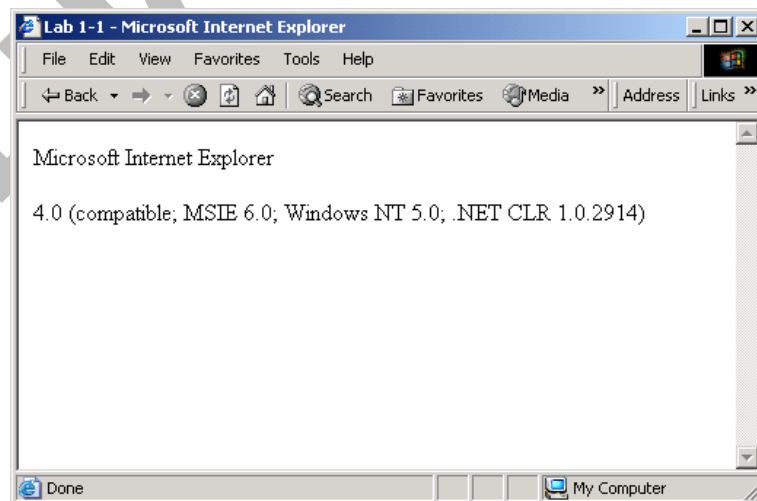 Lab 1-1 - Microsoft Internet Explorer
File Edit View Favorites Tools Help
Back Search Favorites Media » Address Links »
Microsoft Internet Explorer
4.0 (compatible; MSIE 6.0; Windows NT 5.0; .NET CLR 1.0.2914)
Done My Computer